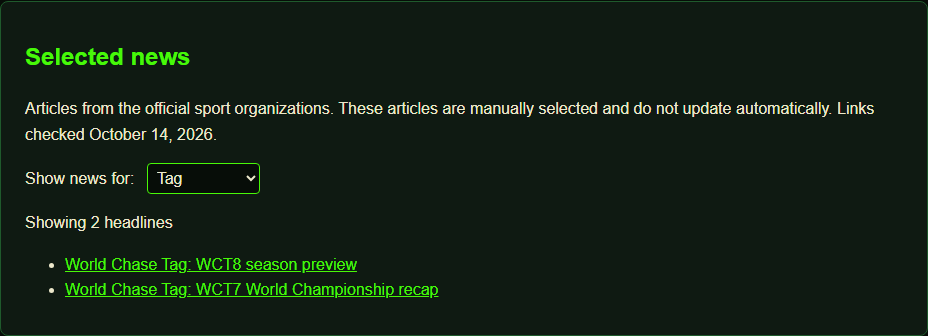 Selected news
Articles from the official sport organizations. These articles are manually selected and do not update automatically. Links
checked October 14, 2026.
Show news for: Tag
Showing 2 headlines
• World Chase Tag: WCT8 season preview
• World Chase Tag: WCT7 World Championship recap